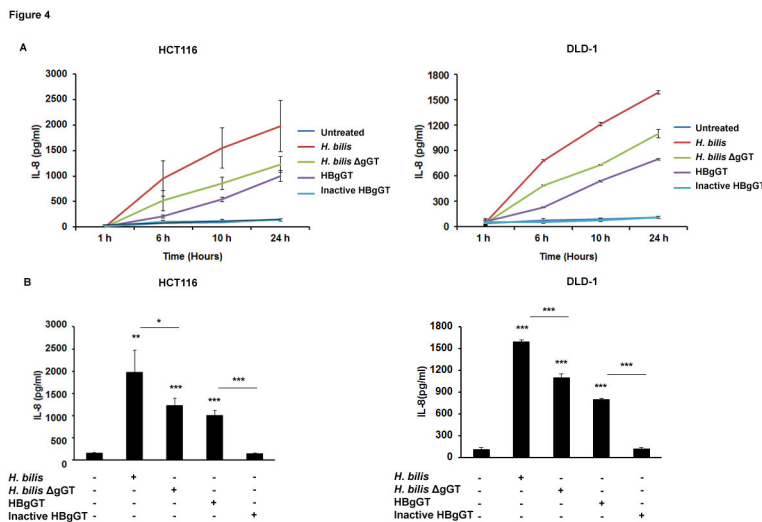 Figure 4
A
HCT116
DLD-1
IL-8 (pg/ml)
3000
2500
2000
1500
1000
500
0
1 h
6 h
10 h
24 h
Time (Hours)
Untreated
H. bilis
H. bilis ΔgGT
HBgGT
Inactive HBgGT
IL-8 (pg/ml)
1800
1500
1200
900
600
300
0
1 h
6 h
10 h
24 h
Time (Hours)
Untreated
H. bilis
H. bilis ΔgGT
HBgGT
Inactive HBgGT
B
HCT116
DLD-1
IL-8 (pg/ml)
3000
2500
2000
1500
1000
500
0
** * *** *** ***
H. bilis - + - - -
H. bilis ΔgGT - - + - -
HBgGT - - - + -
Inactive HBgGT - - - - +
IL-8(pg/ml)
1800
1500
1200
900
600
300
0
*** *** *** *** ***
H. bilis - + - - -
H. bilis ΔgGT - - + - -
HBgGT - - - + -
Inactive HBgGT - - - - +